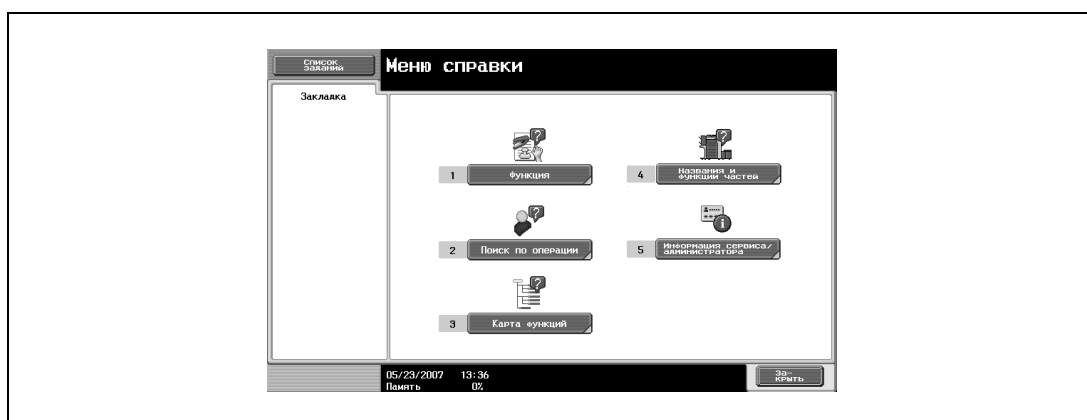 Список
заданий
Меню справки
Закладка
1 Функция
4 Названия и
функции частей
2 Поиск по операции
5 Информация сервиса/
администратора
3 Карта функций
05/23/2007 13:36
Память 0%
За-
крыть